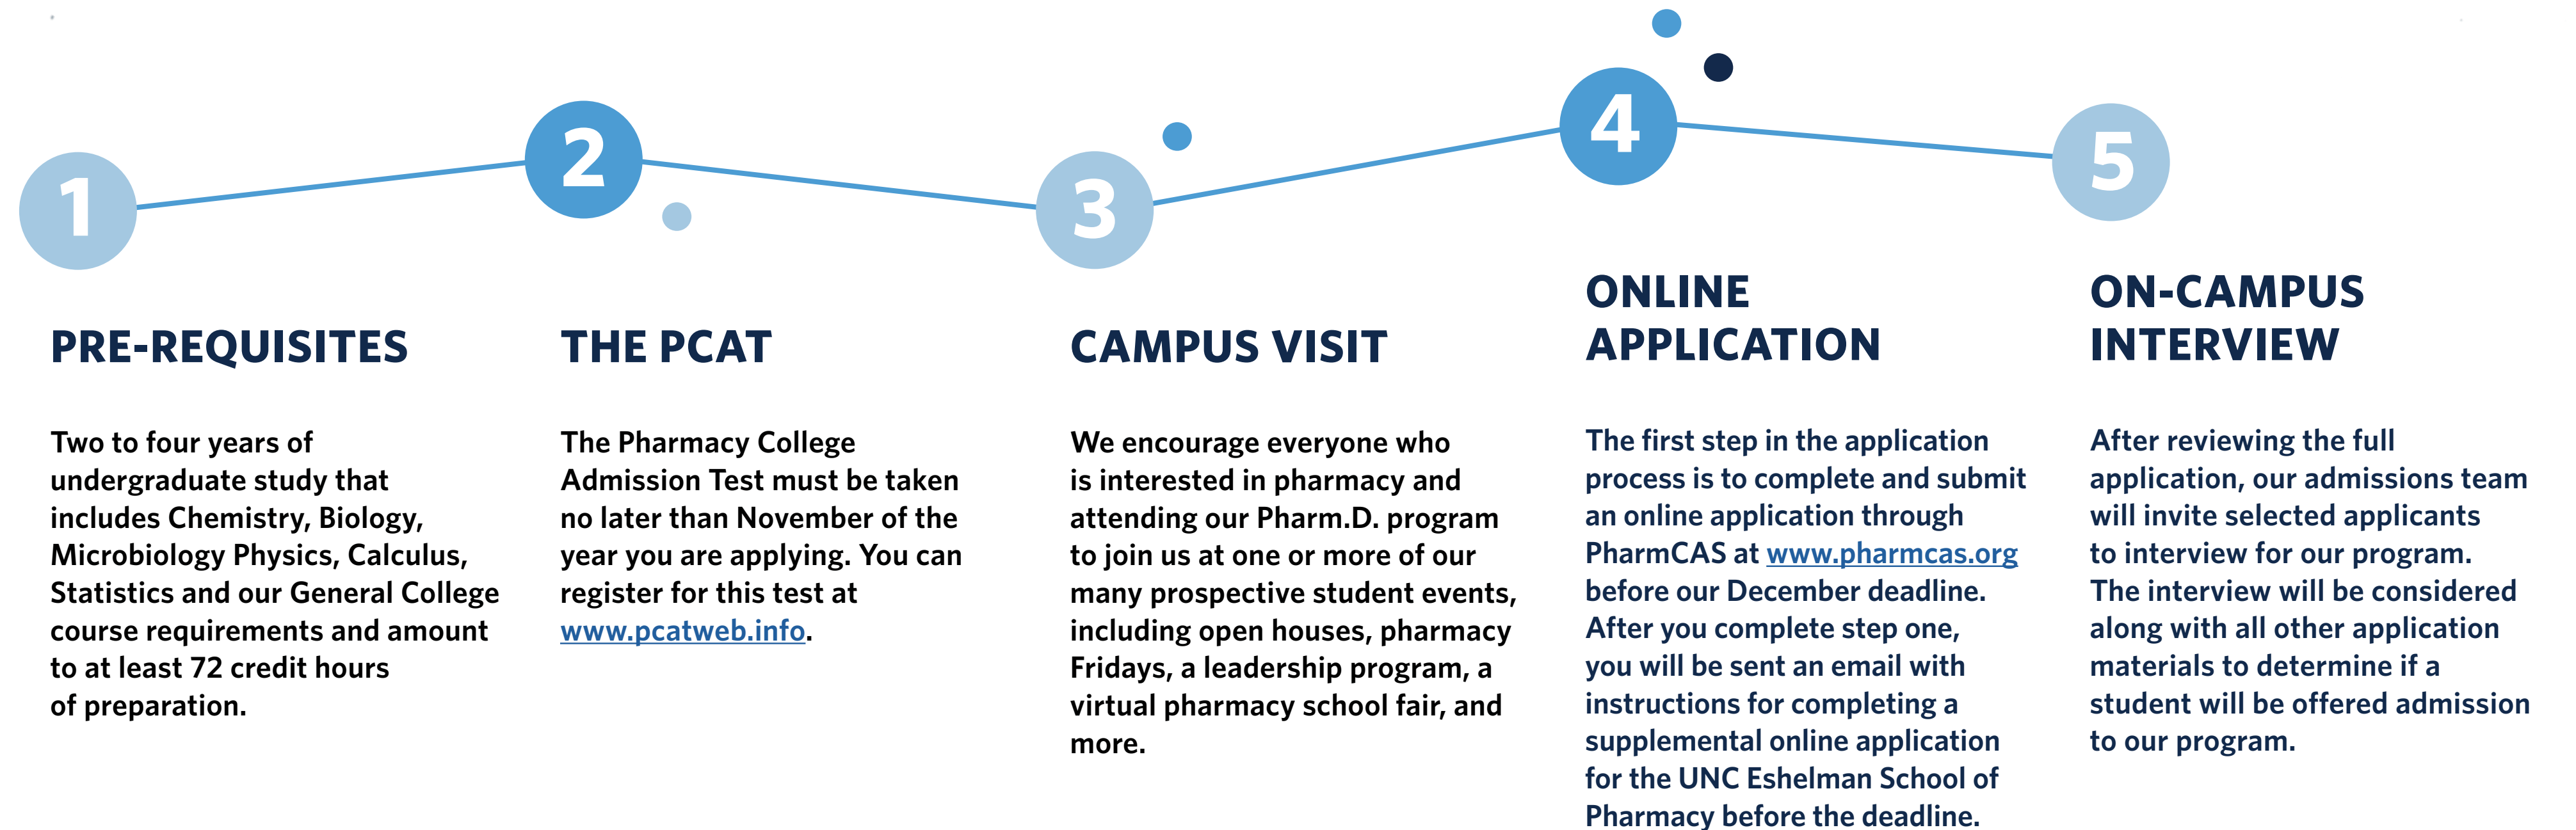 1
2
3
4
5
PRE-REQUISITES
Two to four years of
undergraduate study that
includes Chemistry, Biology,
Microbiology Physics, Calculus,
Statistics and our General College
course requirements and amount
to at least 72 credit hours
of preparation.
THE PCAT
The Pharmacy College
Admission Test must be taken
no later than November of the
year you are applying. You can
register for this test at
www.pcatweb.info.
CAMPUS VISIT
We encourage everyone who
is interested in pharmacy and
attending our Pharm.D. program
to join us at one or more of our
many prospective student events,
including open houses, pharmacy
Fridays, a leadership program, a
virtual pharmacy school fair, and
more.
ONLINE
APPLICATION
The first step in the application
process is to complete and submit
an online application through
PharmCAS at www.pharmcas.org
before our December deadline.
After you complete step one,
you will be sent an email with
instructions for completing a
supplemental online application
for the UNC Eshelman School of
Pharmacy before the deadline.
ON-CAMPUS
INTERVIEW
After reviewing the full
application, our admissions team
will invite selected applicants
to interview for our program.
The interview will be considered
along with all other application
materials to determine if a
student will be offered admission
to our program.